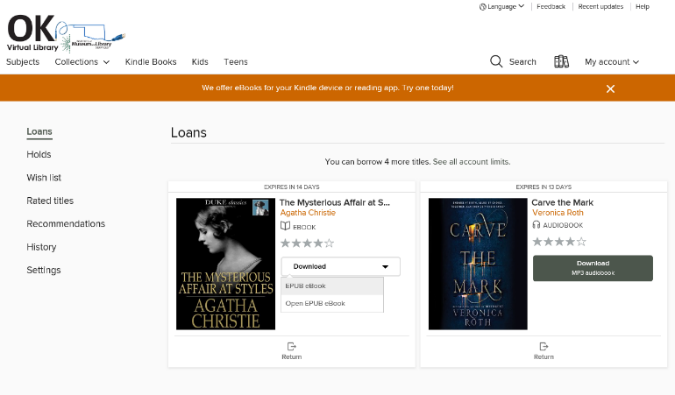 Language
Feedback
Recent updates
Help
OK
Virtual Library
Museum and Library
Subjects
Collections
Kindle Books
Kids
Teens
Search
My account
We offer eBooks for your Kindle device or reading app. Try one today!
Loans
Holds
Wish list
Rated titles
Recommendations
History
Settings
Loans
You can borrow 4 more titles. See all account limits.
EXPIRES IN 14 DAYS
DUKE classics
THE MYSTERIOUS
AFFAIR AT STYLES
AGATHA
CHRISTIE
The Mysterious Affair at S...
Agatha Christie
EBOOK
Download
EPUB eBook
Open EPUB eBook
Return
EXPIRES IN 13 DAYS
CARVE
THE
MARK
VERONICA
ROTH
Carve the Mark
Veronica Roth
AUDIOBOOK
Download
MP3 audiobook
Return